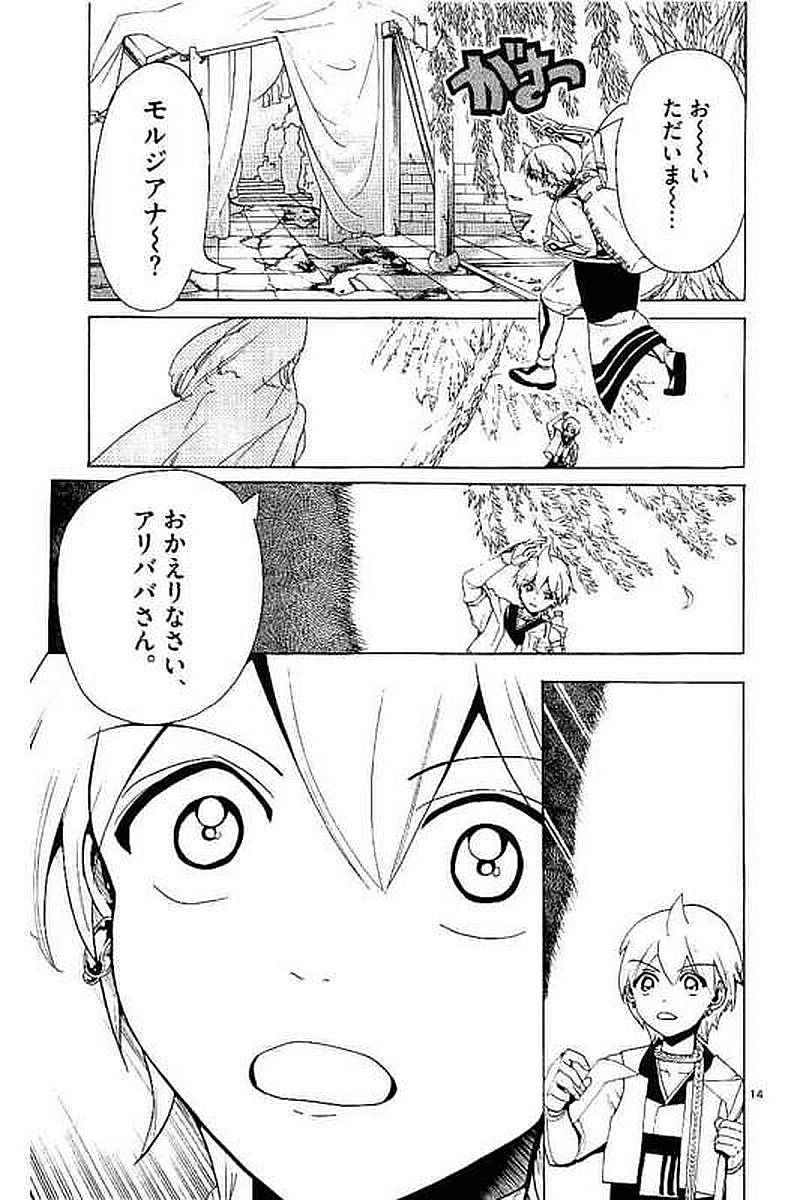 お〜〜い
ただいま〜…
がさっ
モルジアナ〜？
おかえりなさい、
アリババさん。
14